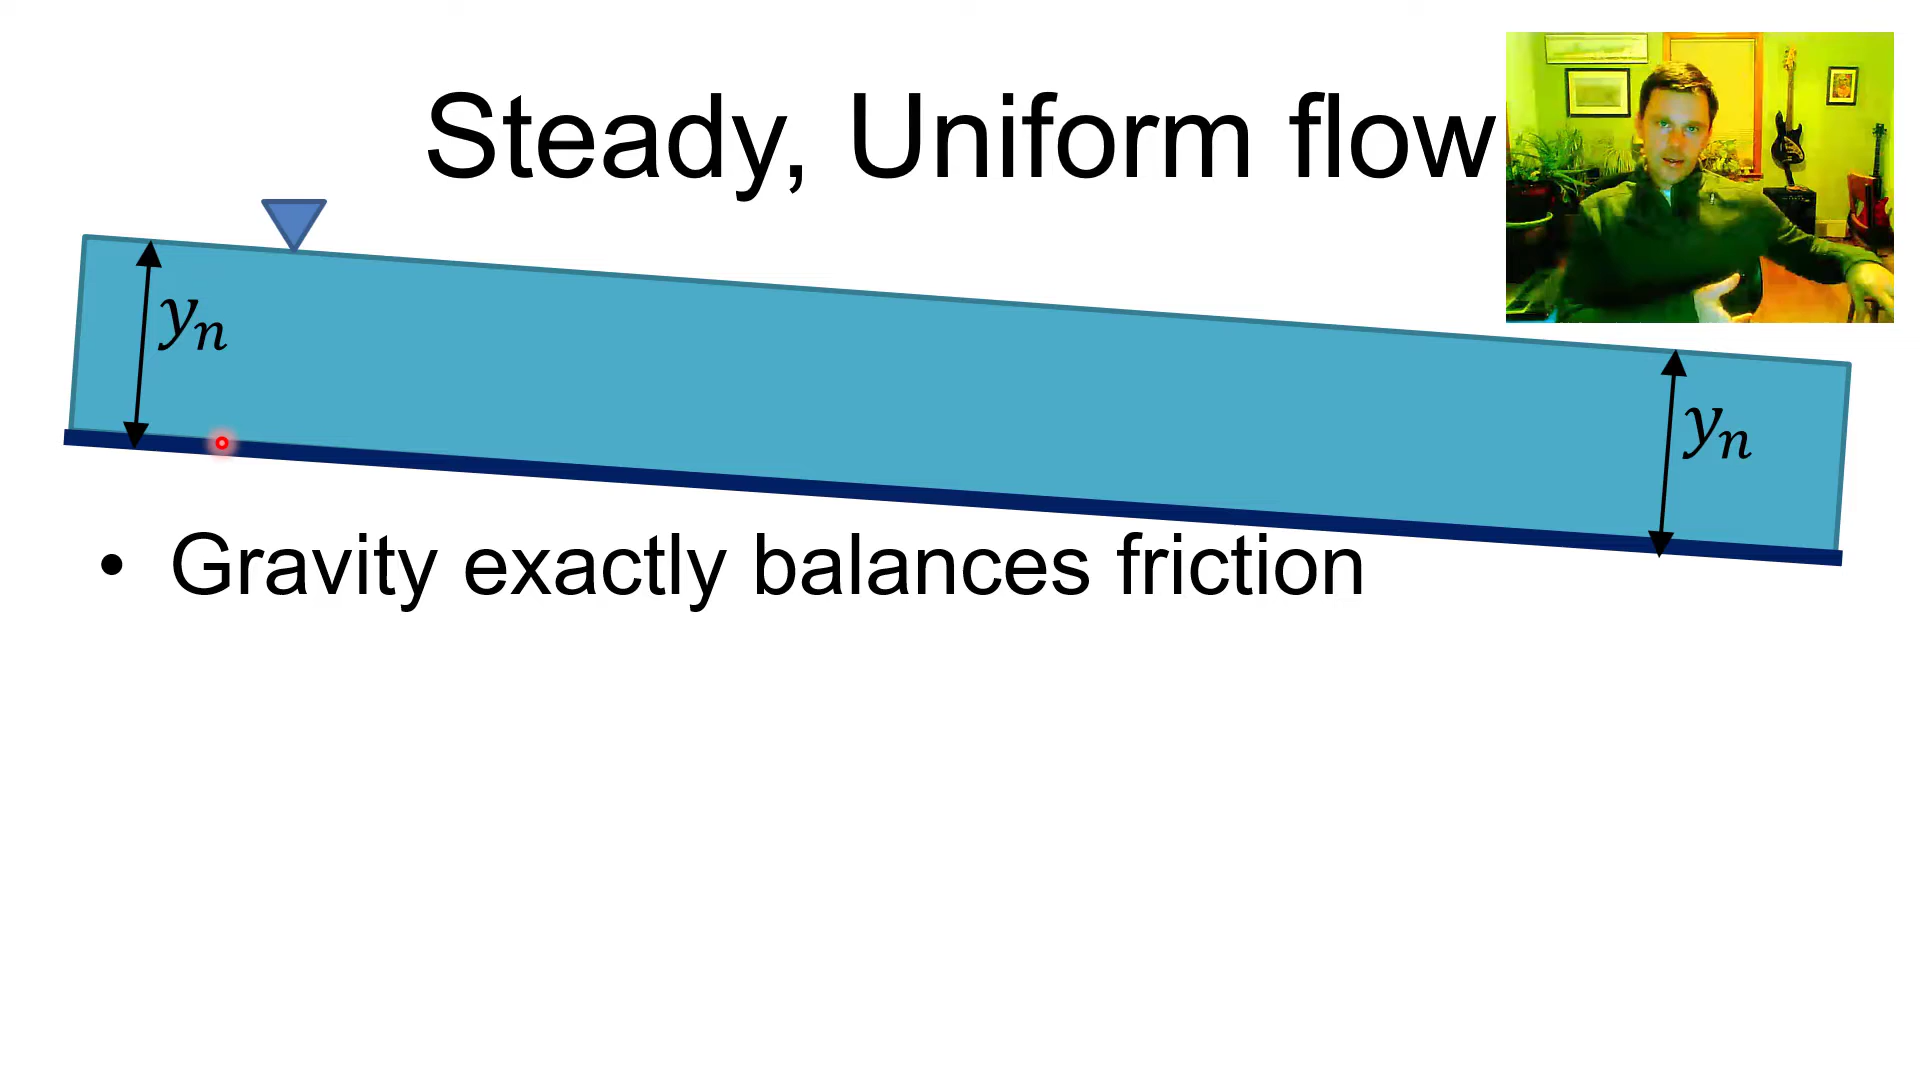 Steady, Uniform flow
yₙ
yₙ
• Gravity exactly balances friction